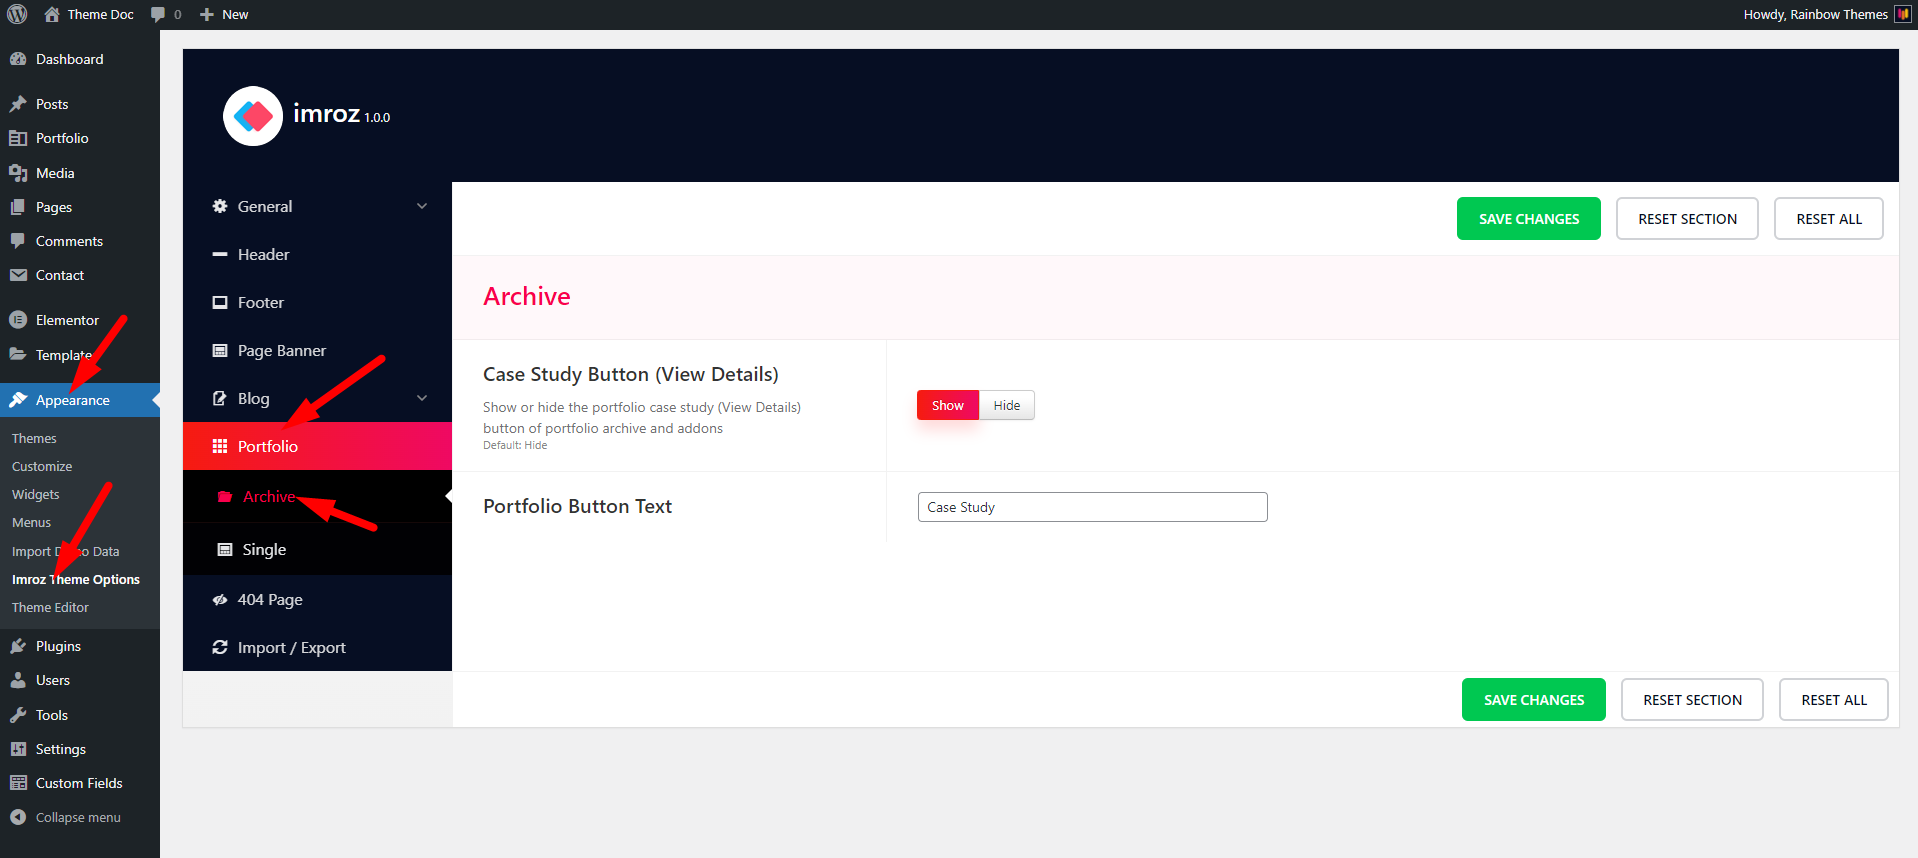 Theme Doc
0
New
Howdy, Rainbow Themes
Dashboard
Posts
Portfolio
Media
Pages
Comments
Contact
Elementor
Template
Appearance
Themes
Customize
Widgets
Menus
Import Data
Imroz Theme Options
Theme Editor
Plugins
Users
Tools
Settings
Custom Fields
Collapse menu
imroz 1.0.0
General
Header
Footer
Page Banner
Blog
Portfolio
Archive
Single
404 Page
Import / Export
SAVE CHANGES
RESET SECTION
RESET ALL
Archive
Case Study Button (View Details)
Show or hide the portfolio case study (View Details)
button of portfolio archive and addons
Default: Hide
Show
Hide
Portfolio Button Text
Case Study
SAVE CHANGES
RESET SECTION
RESET ALL